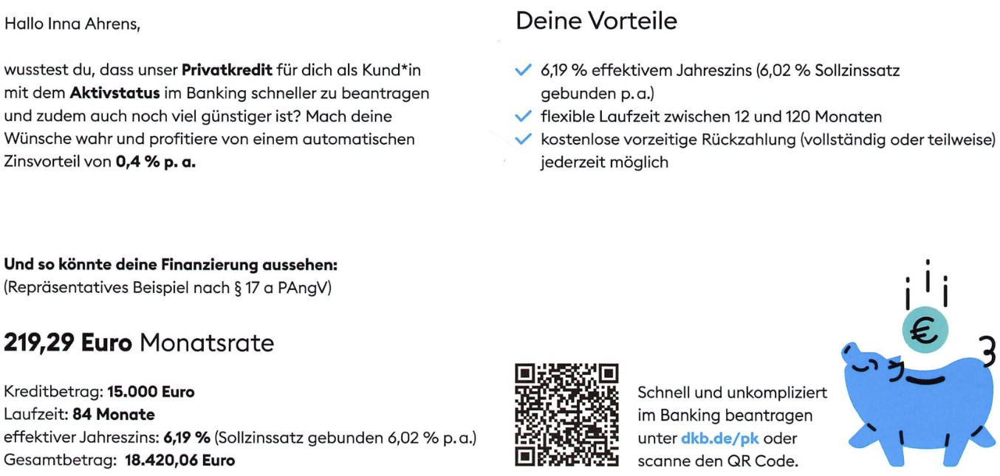 Hallo Inna Ahrens,
wusstest du, dass unser Privatkredit für dich als Kund*in
mit dem Aktivstatus im Banking schneller zu beantragen
und zudem auch noch viel günstiger ist? Mach deine
Wünsche wahr und profitiere von einem automatischen
Zinsvorteil von 0,4 % p. a.
Deine Vorteile
6,19 % effektivem Jahreszins (6,02 % Sollzinssatz
gebunden p. a.)
flexible Laufzeit zwischen 12 und 120 Monaten
kostenlose vorzeitige Rückzahlung (vollständig oder teilweise)
jederzeit möglich
Und so könnte deine Finanzierung aussehen:
(Repräsentatives Beispiel nach § 17 a PAngV)
219,29 Euro Monatsrate
Kreditbetrag: 15.000 Euro
Laufzeit: 84 Monate
effektiver Jahreszins: 6,19 % (Sollzinssatz gebunden 6,02 % p. a.)
Gesamtbetrag: 18.420,06 Euro
Schnell und unkompliziert
im Banking beantragen
unter dkb.de/pk oder
scanne den QR Code.
€